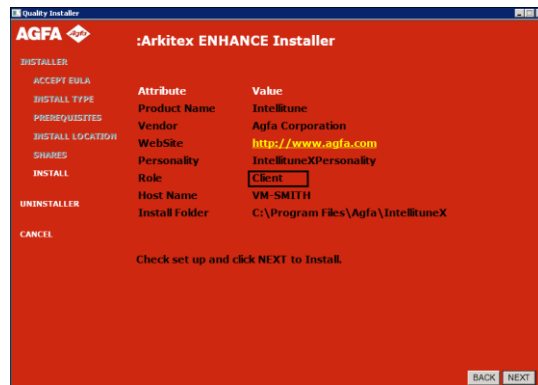 Quality Installer
AGFA Agfa
:Arkitex ENHANCE Installer
INSTALLER
ACCEPT EULA
INSTALL TYPE
PREREQUISITES
INSTALL LOCATION
SHARES
INSTALL
UNINSTALLER
CANCEL
Attribute Value
Product Name Intellitune
Vendor Agfa Corporation
WebSite http://www.agfa.com
Personality IntellituneXPersonality
Role Client
Host Name VM-SMITH
Install Folder C:\Program Files\Agfa\IntellituneX
Check set up and click NEXT to Install.
BACK NEXT